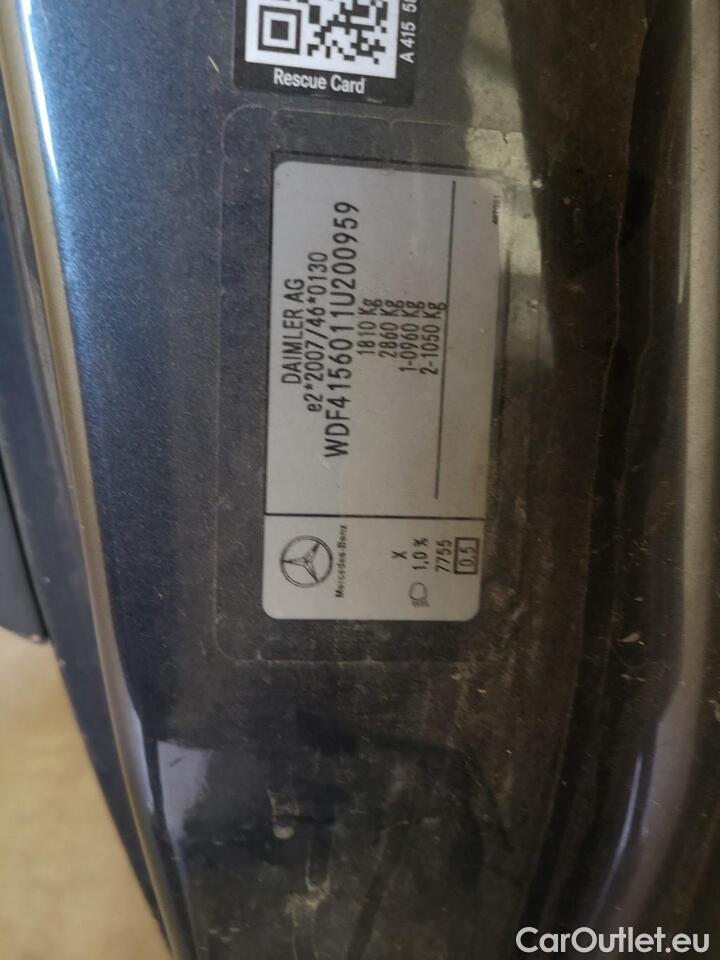 Rescue Card
A 415 58
DAIMLER AG
e2*2007/46*0130
WDF4156011U200959
1810 Kg
2860 Kg
1-0960 Kg
2-1050 Kg
Mercedes-Benz
X
1,0 %
7755
0,5
CarOutlet.eu